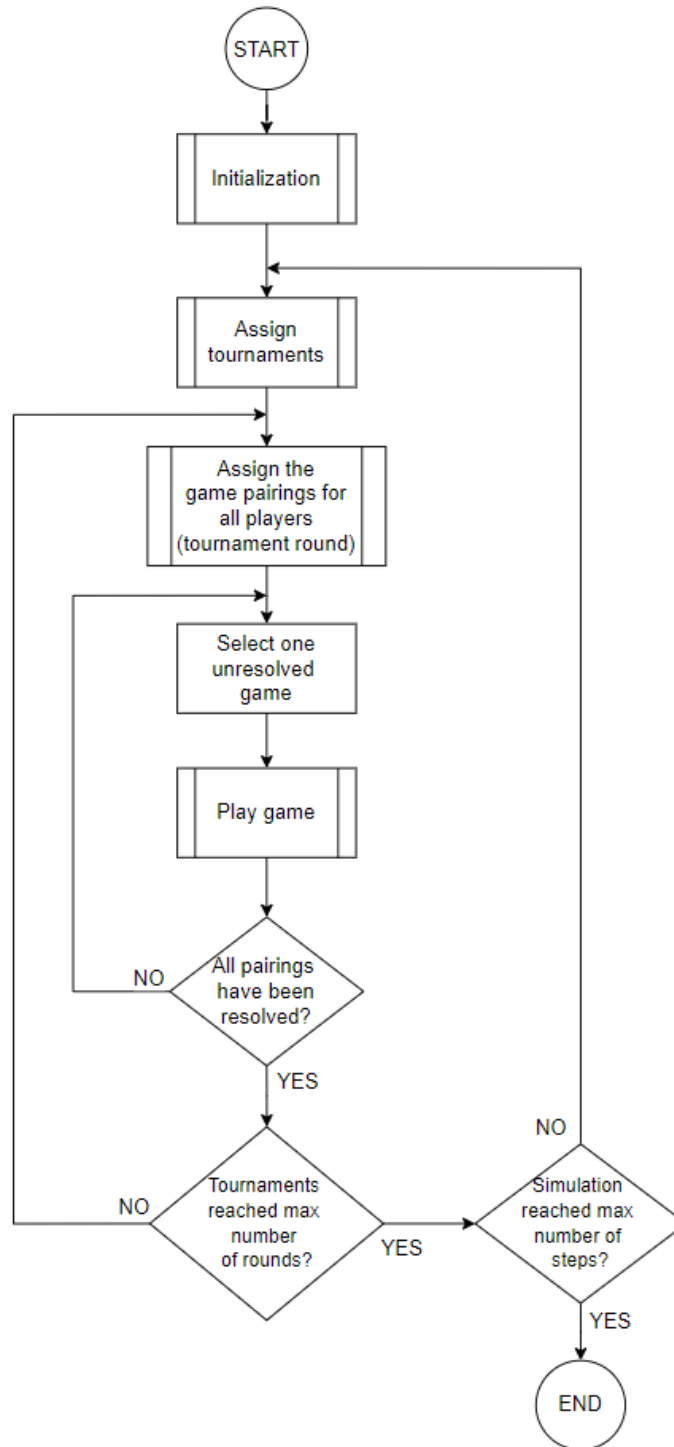 START
Initialization
Assign
tournaments
Assign the
game pairings for
all players
(tournament round)
Select one
unresolved
game
Play game
All pairings
have been
resolved?
NO
YES
Tournaments
reached max
number
of rounds?
NO
YES
Simulation
reached max
number of
steps?
NO
YES
END